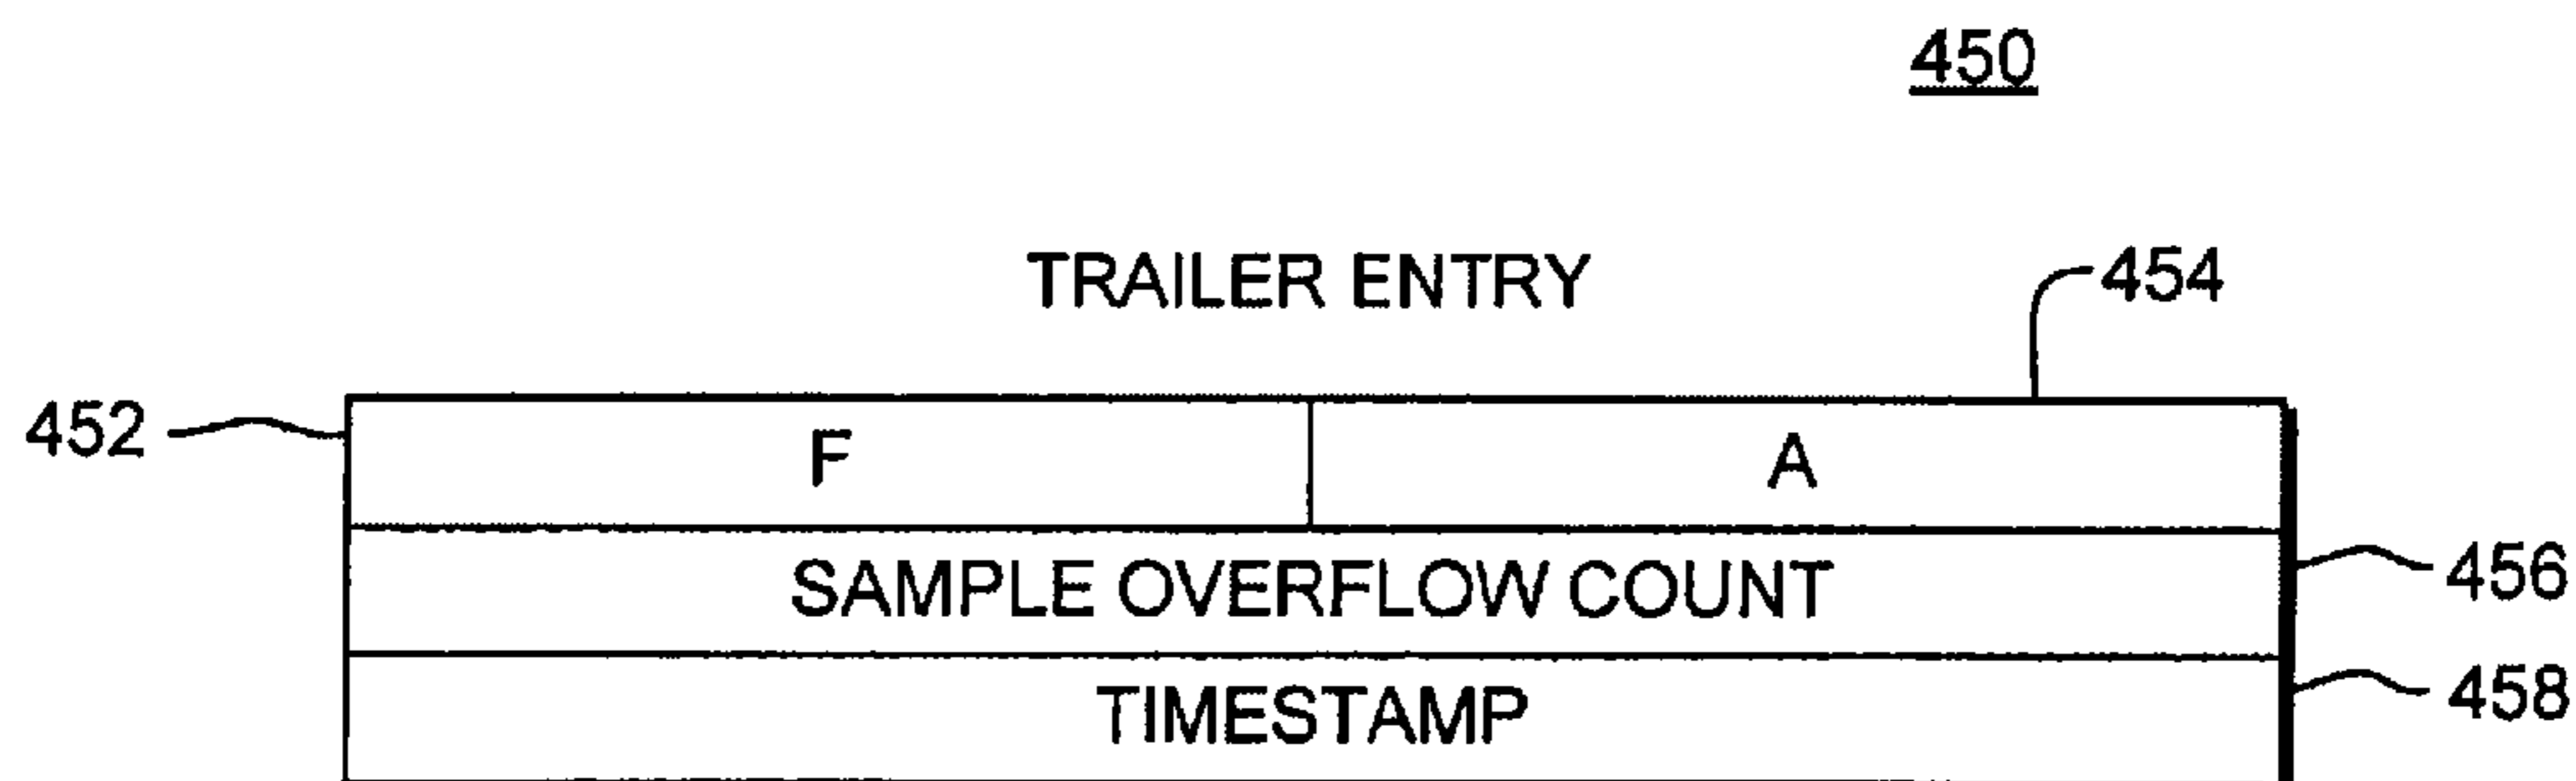 450
TRAILER ENTRY
454
452
F
A
SAMPLE OVERFLOW COUNT
456
TIMESTAMP
458